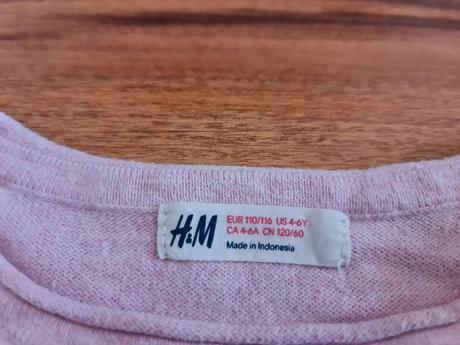 H&M
EUR 110/116 US 4-6Y
CA 4-6A CN 120/60
Made in Indonesia